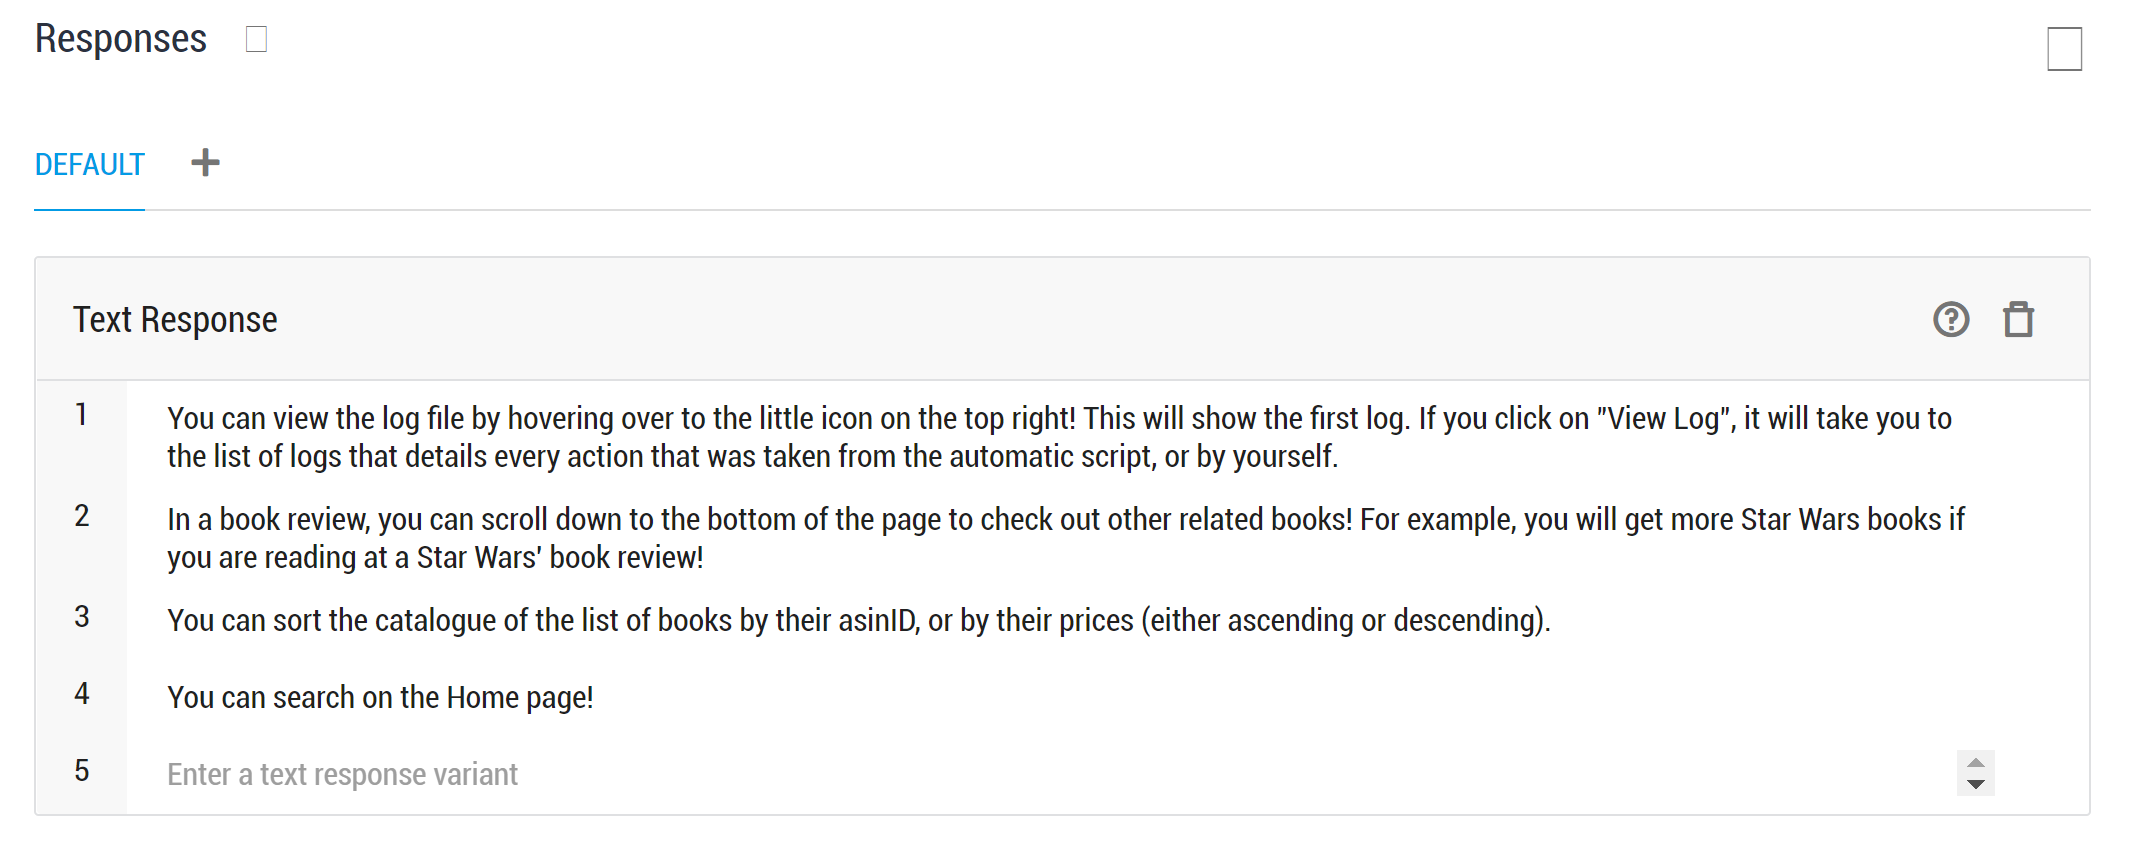 Responses
DEFAULT +
Text Response
1 You can view the log file by hovering over to the little icon on the top right! This will show the first log. If you click on "View Log", it will take you to
the list of logs that details every action that was taken from the automatic script, or by yourself.
2 In a book review, you can scroll down to the bottom of the page to check out other related books! For example, you will get more Star Wars books if
you are reading at a Star Wars' book review!
3 You can sort the catalogue of the list of books by their asinID, or by their prices (either ascending or descending).
4 You can search on the Home page!
5 Enter a text response variant